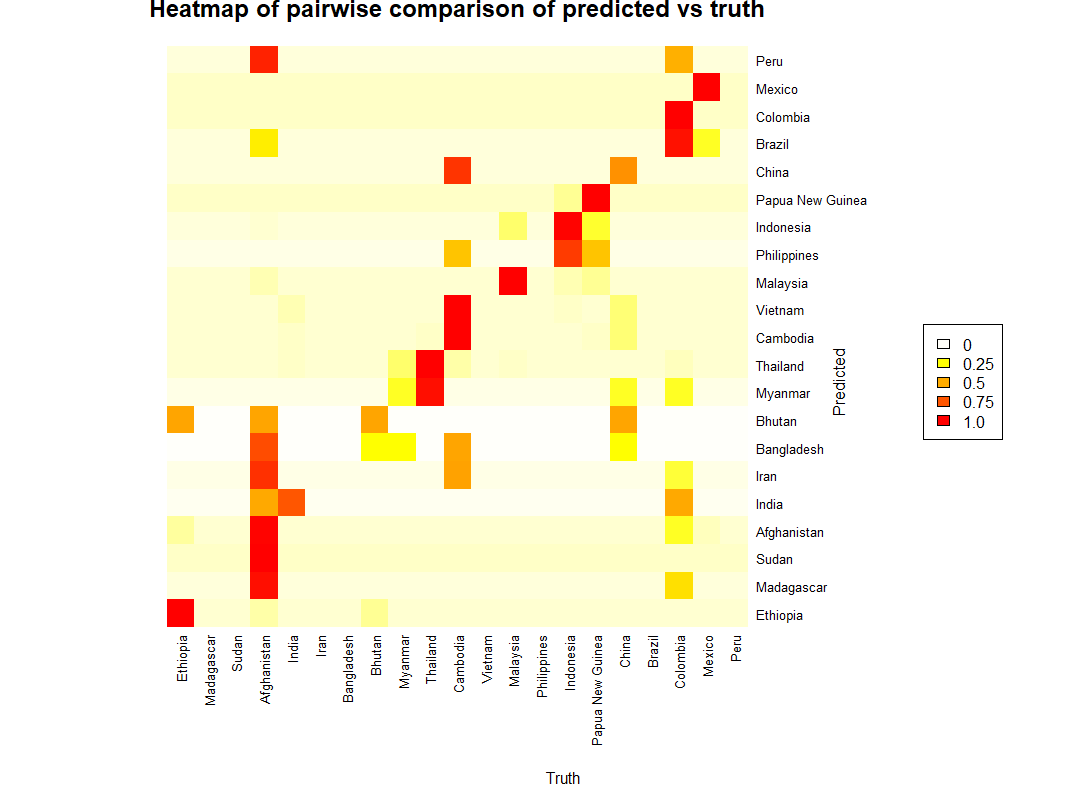 Heatmap of pairwise comparison of predicted vs truth
Peru
Mexico
Colombia
Brazil
China
Papua New Guinea
Indonesia
Philippines
Malaysia
Vietnam
Cambodia
Thailand
Myanmar
Bhutan
Bangladesh
Iran
India
Afghanistan
Sudan
Madagascar
Ethiopia
Predicted
0
0.25
0.5
0.75
1.0
Ethiopia
Madagascar
Sudan
Afghanistan
India
Iran
Bangladesh
Bhutan
Myanmar
Thailand
Cambodia
Vietnam
Malaysia
Philippines
Indonesia
Papua New Guinea
China
Brazil
Colombia
Mexico
Peru
Truth